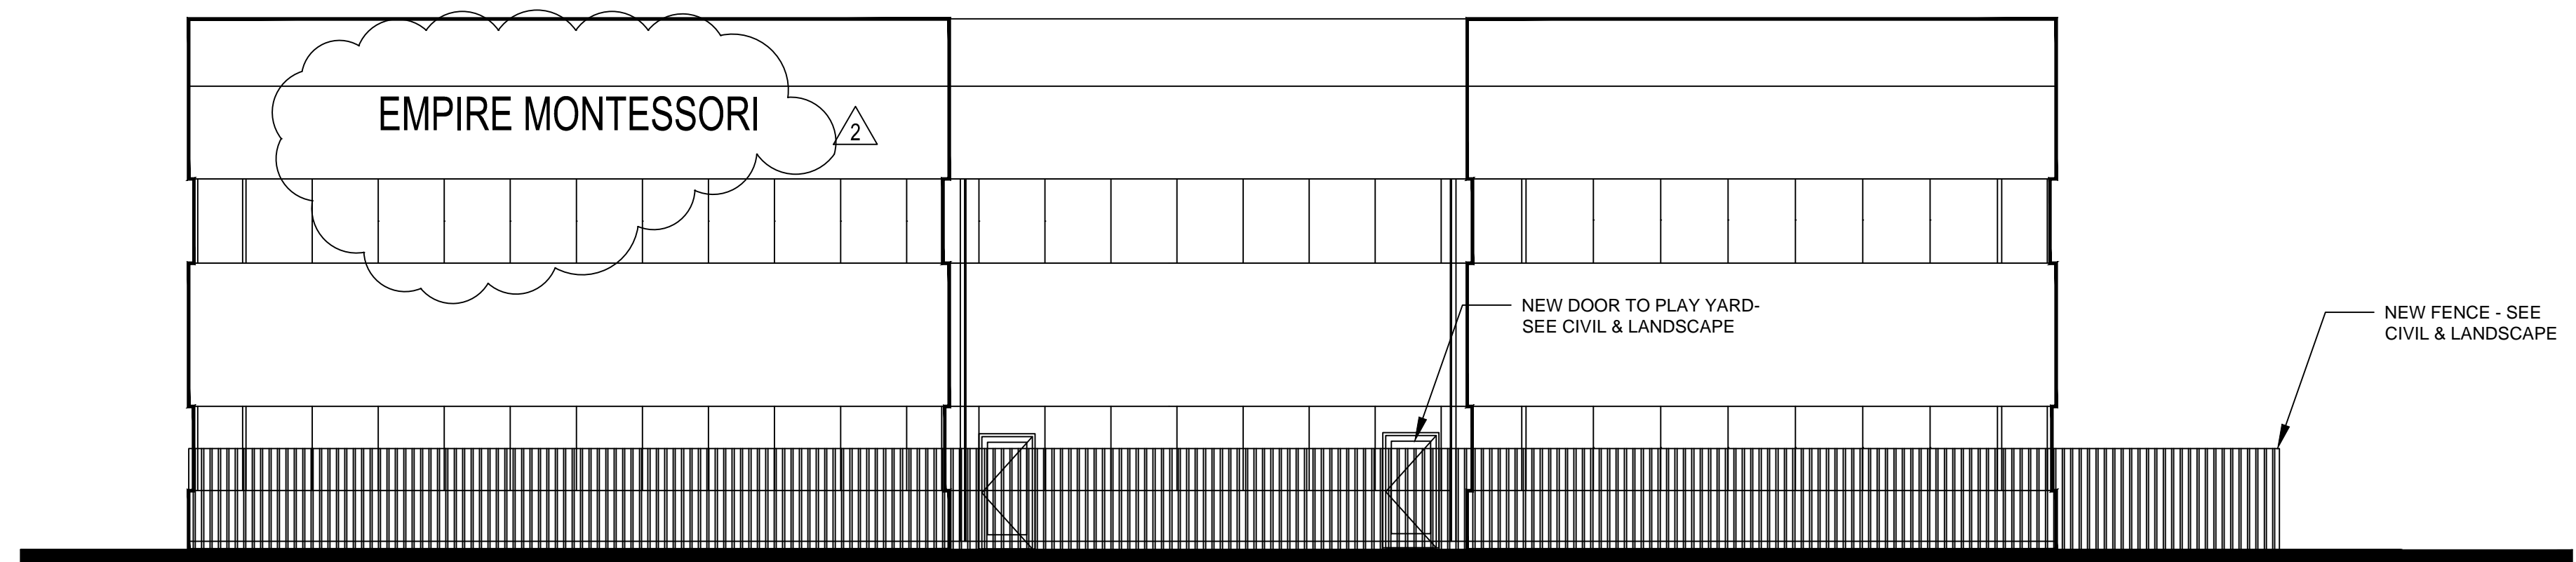 EMPIRE MONTESSORI
2
NEW DOOR TO PLAY YARD-
SEE CIVIL & LANDSCAPE
NEW FENCE - SEE
CIVIL & LANDSCAPE